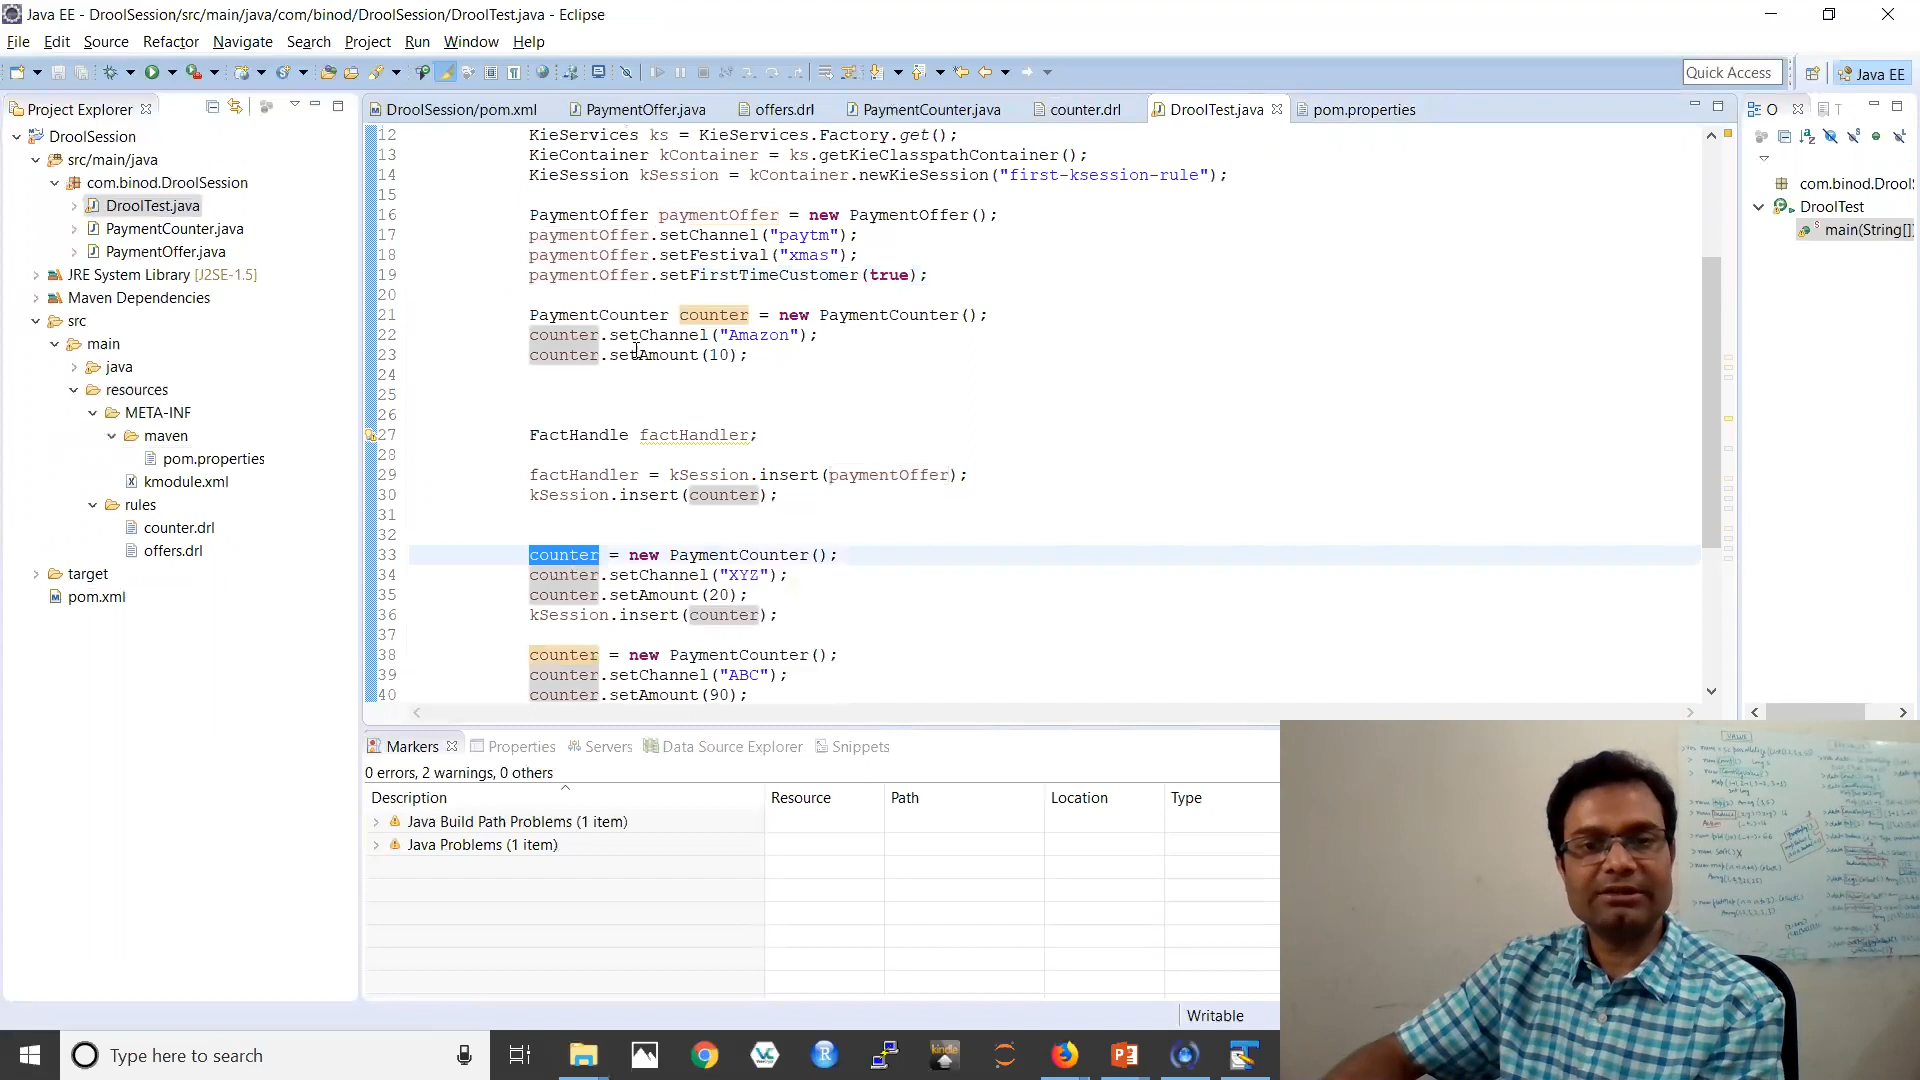 Java EE - DroolSession/src/main/java/com/binod/DroolSession/DroolTest.java - Eclipse
File Edit Source Refactor Navigate Search Project Run Window Help
Quick Access
Java EE
Project Explorer
DroolSession
src/main/java
com.binod.DroolSession
DroolTest.java
PaymentCounter.java
PaymentOffer.java
JRE System Library [J2SE-1.5]
Maven Dependencies
src
main
java
resources
META-INF
maven
pom.properties
kmodule.xml
rules
counter.drl
offers.drl
target
pom.xml
DroolSession/pom.xml PaymentOffer.java offers.drl PaymentCounter.java counter.drl DroolTest.java pom.properties
12 KieServices ks = KieServices.Factory.get();
13 KieContainer kContainer = ks.getKieClasspathContainer();
14 KieSession kSession = kContainer.newKieSession("first-ksession-rule");
15
16 PaymentOffer paymentOffer = new PaymentOffer();
17 paymentOffer.setChannel("paytm");
18 paymentOffer.setFestival("xmas");
19 paymentOffer.setFirstTimeCustomer(true);
20
21 PaymentCounter counter = new PaymentCounter();
22 counter.setChannel("Amazon");
23 counter.setAmount(10);
24
25
26
27 FactHandle factHandler;
28
29 factHandler = kSession.insert(paymentOffer);
30 kSession.insert(counter);
31
32
33 counter = new PaymentCounter();
34 counter.setChannel("XYZ");
35 counter.setAmount(20);
36 kSession.insert(counter);
37
38 counter = new PaymentCounter();
39 counter.setChannel("ABC");
40 counter.setAmount(90);
O
T
com.binod.Drool
DroolTest
main(String[]
Markers Properties Servers Data Source Explorer Snippets
0 errors, 2 warnings, 0 others
Description Resource Path Location Type
Java Build Path Problems (1 item)
Java Problems (1 item)
Writable
Type here to search
kindle